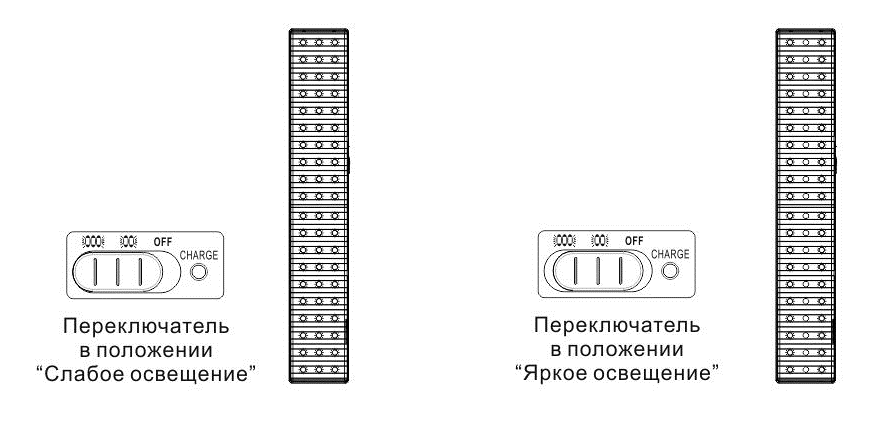 OFF
CHARGE
Переключатель
в положении
“Слабое освещение”
OFF
CHARGE
Переключатель
в положении
“Яркое освещение”